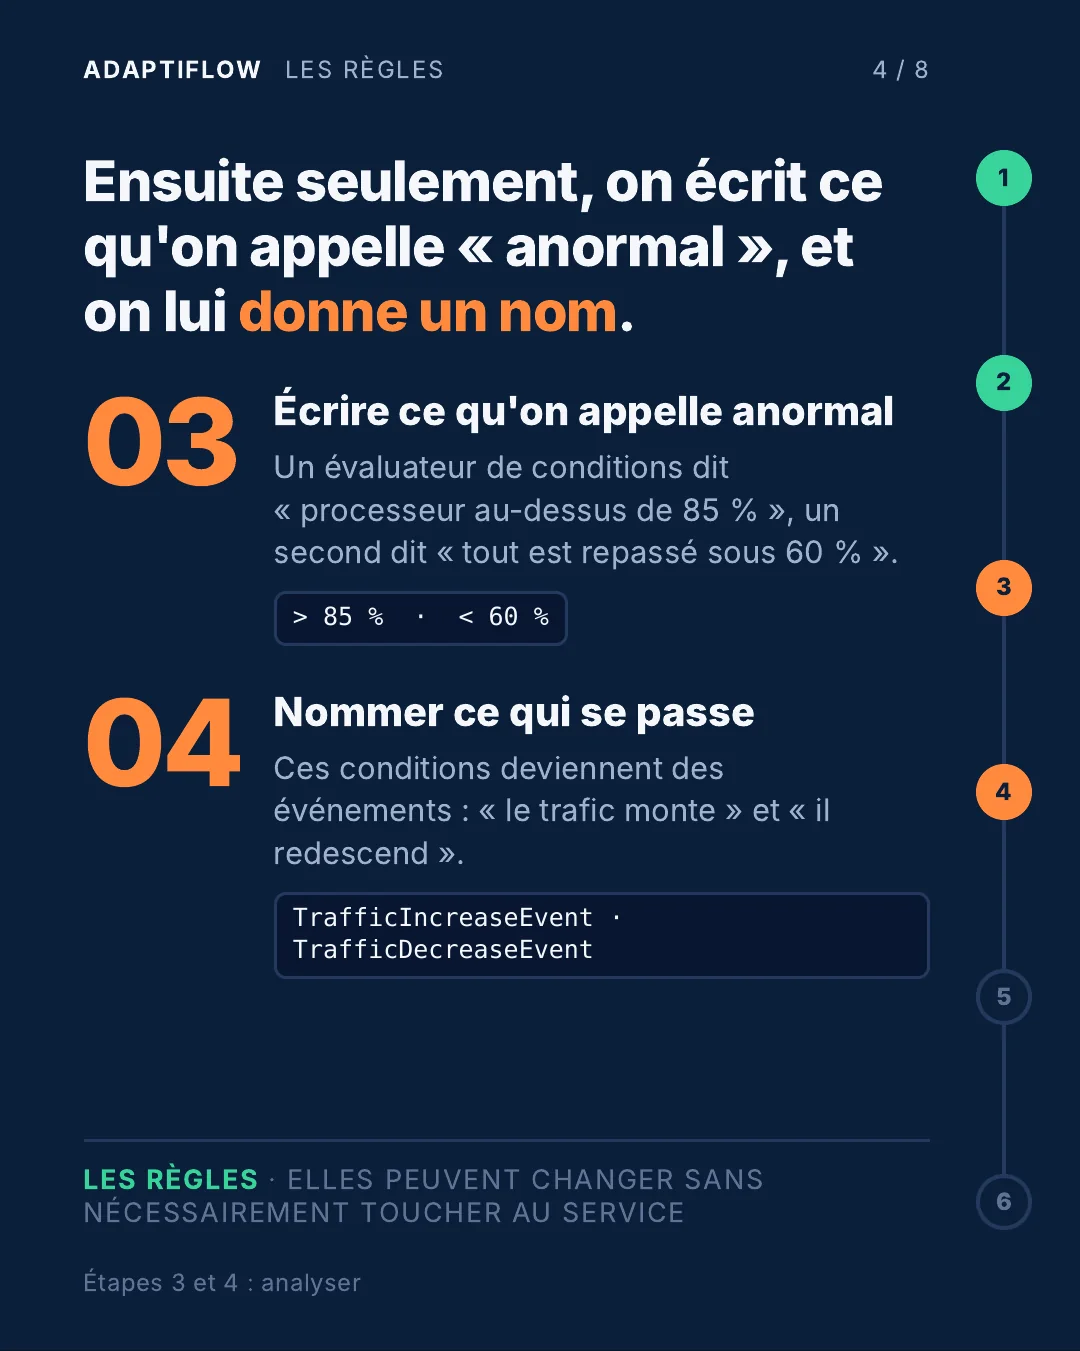 ADAPTIFLOW LES RÈGLES 4 / 8
Ensuite seulement, on écrit ce
qu'on appelle « anormal », et
on lui donne un nom.
03
Écrire ce qu'on appelle anormal
Un évaluateur de conditions dit
« processeur au-dessus de 85 % », un
second dit « tout est repassé sous 60 % ».
> 85 % · < 60 %
04
Nommer ce qui se passe
Ces conditions deviennent des
événements : « le trafic monte » et « il
redescend ».
TrafficIncreaseEvent ·
TrafficDecreaseEvent
1
2
3
4
5
6
LES RÈGLES · ELLES PEUVENT CHANGER SANS
NÉCESSAIREMENT TOUCHER AU SERVICE
Étapes 3 et 4 : analyser